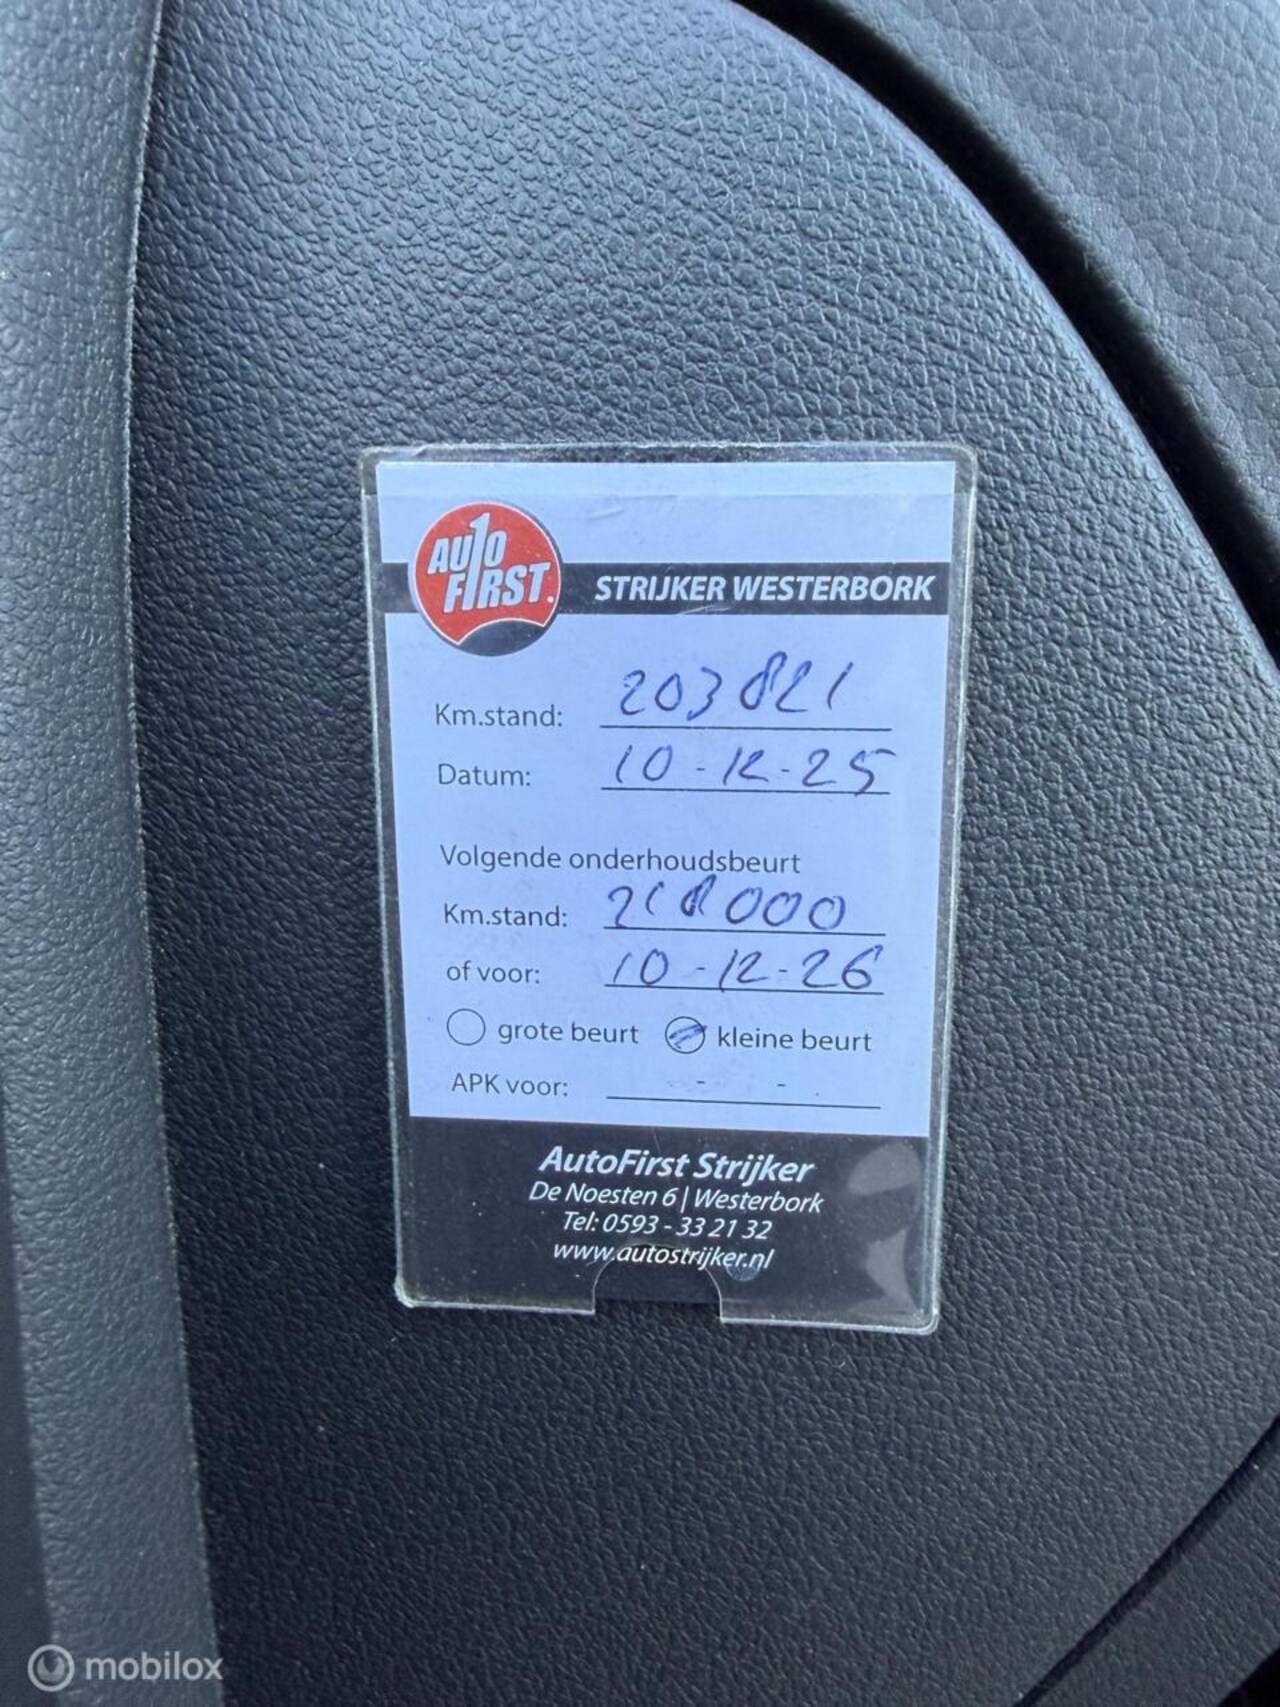 AUTO
FIRST.
STRIJKER WESTERBORK
Km.stand: 203821
Datum: 10-12-25
Volgende onderhoudsbeurt
Km.stand: 218000
of voor: 10-12-26
grote beurt kleine beurt
APK voor: - -
AutoFirst Strijker
De Noesten 6 | Westerbork
Tel: 0593 - 33 21 32
www.autostrijker.nl
mobilox